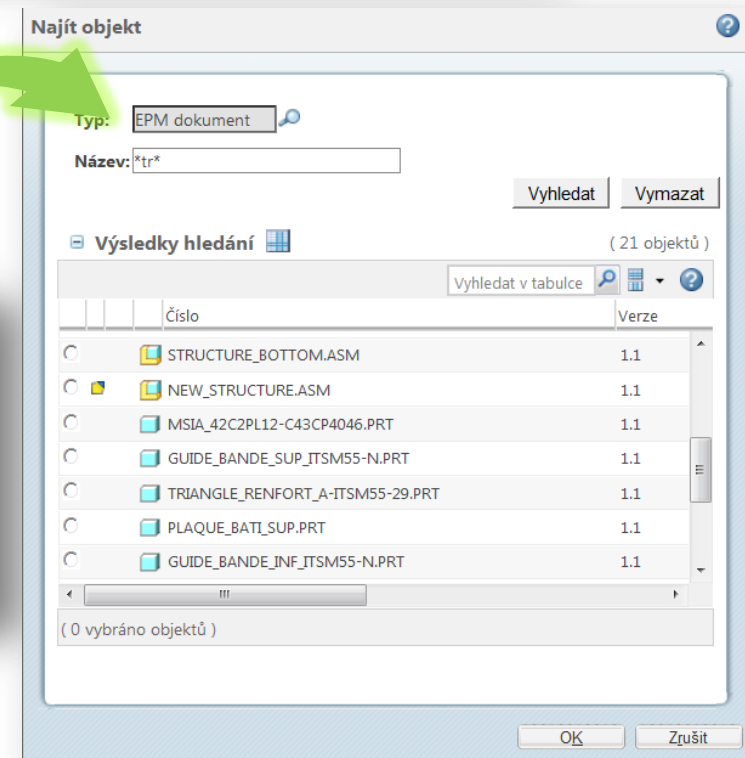 Najít objekt
Typ: EPM dokument
Název: *tr*
Vyhledat Vymazat
Výsledky hledání ( 21 objektů )
Vyhledat v tabulce
Číslo Verze
STRUCTURE_BOTTOM.ASM 1.1
NEW_STRUCTURE.ASM 1.1
MSIA_42C2PL12-C43CP4046.PRT 1.1
GUIDE_BANDE_SUP_ITSM55-N.PRT 1.1
TRIANGLE_RENFORT_A-ITSM55-29.PRT 1.1
PLAQUE_BATI_SUP.PRT 1.1
GUIDE_BANDE_INF_ITSM55-N.PRT 1.1
( 0 vybráno objektů )
OK Zrušit